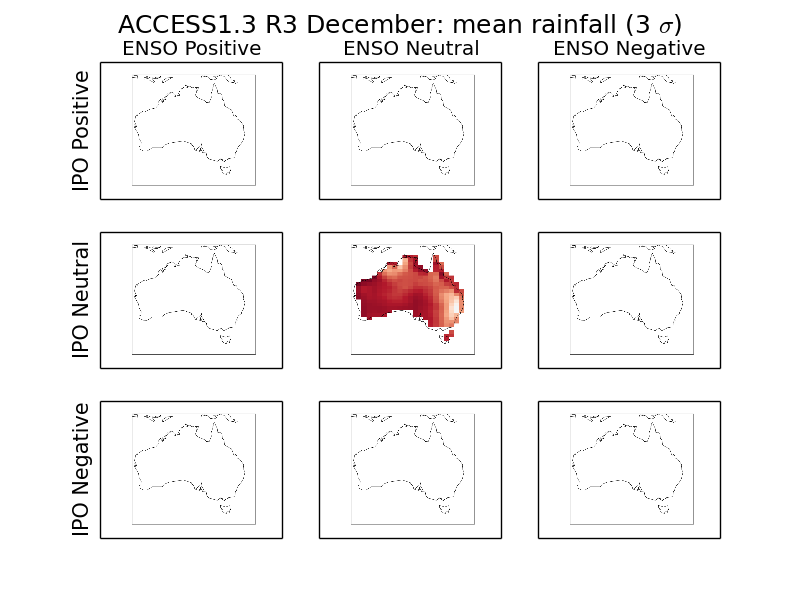 ACCESS1.3 R3 December: mean rainfall (3 σ)
ENSO Positive ENSO Neutral ENSO Negative
IPO Positive
IPO Neutral
IPO Negative